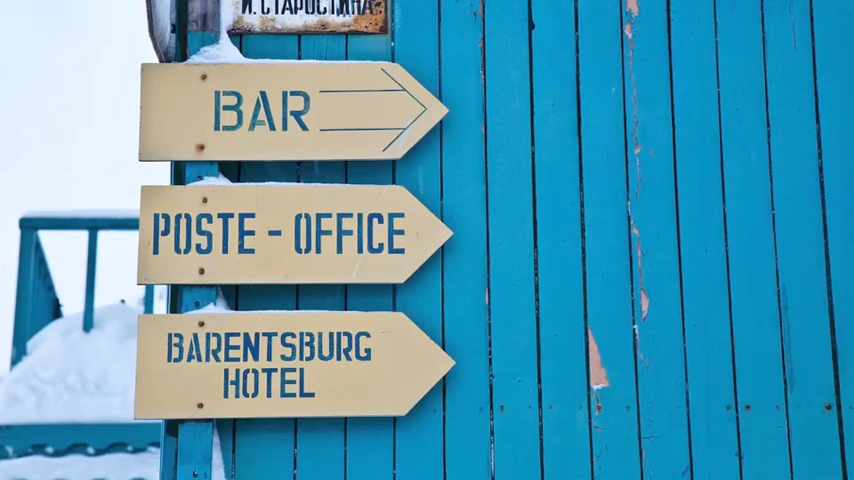 И. СТАРОСТИНА
BAR
POSTE - OFFICE
BARENTSBURG
HOTEL